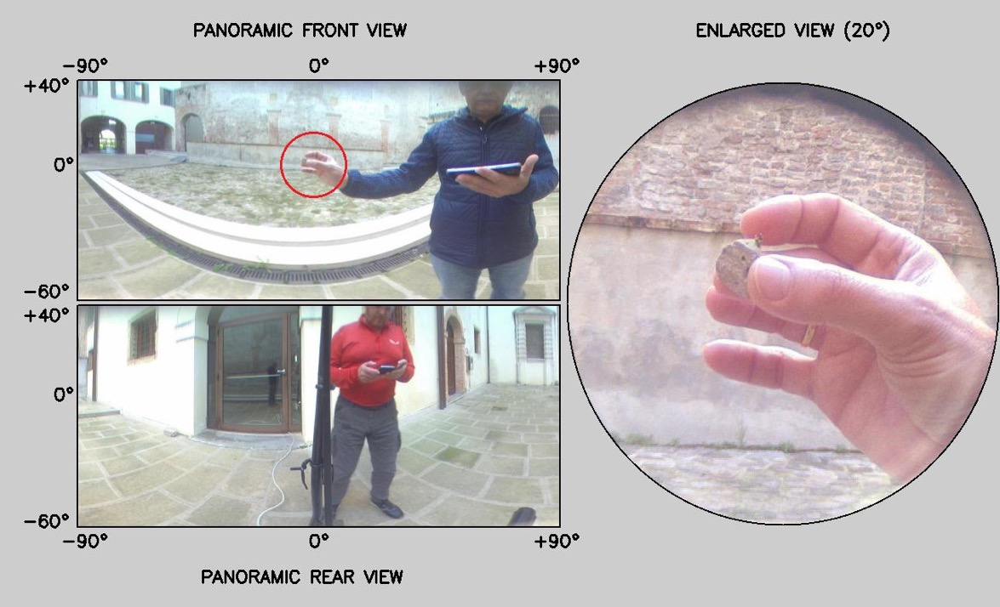 PANORAMIC FRONT VIEW
ENLARGED VIEW (20°)
-90° 0° +90°
+40°
0°
-60°
+40°
0°
-60°
-90° 0° +90°
PANORAMIC REAR VIEW